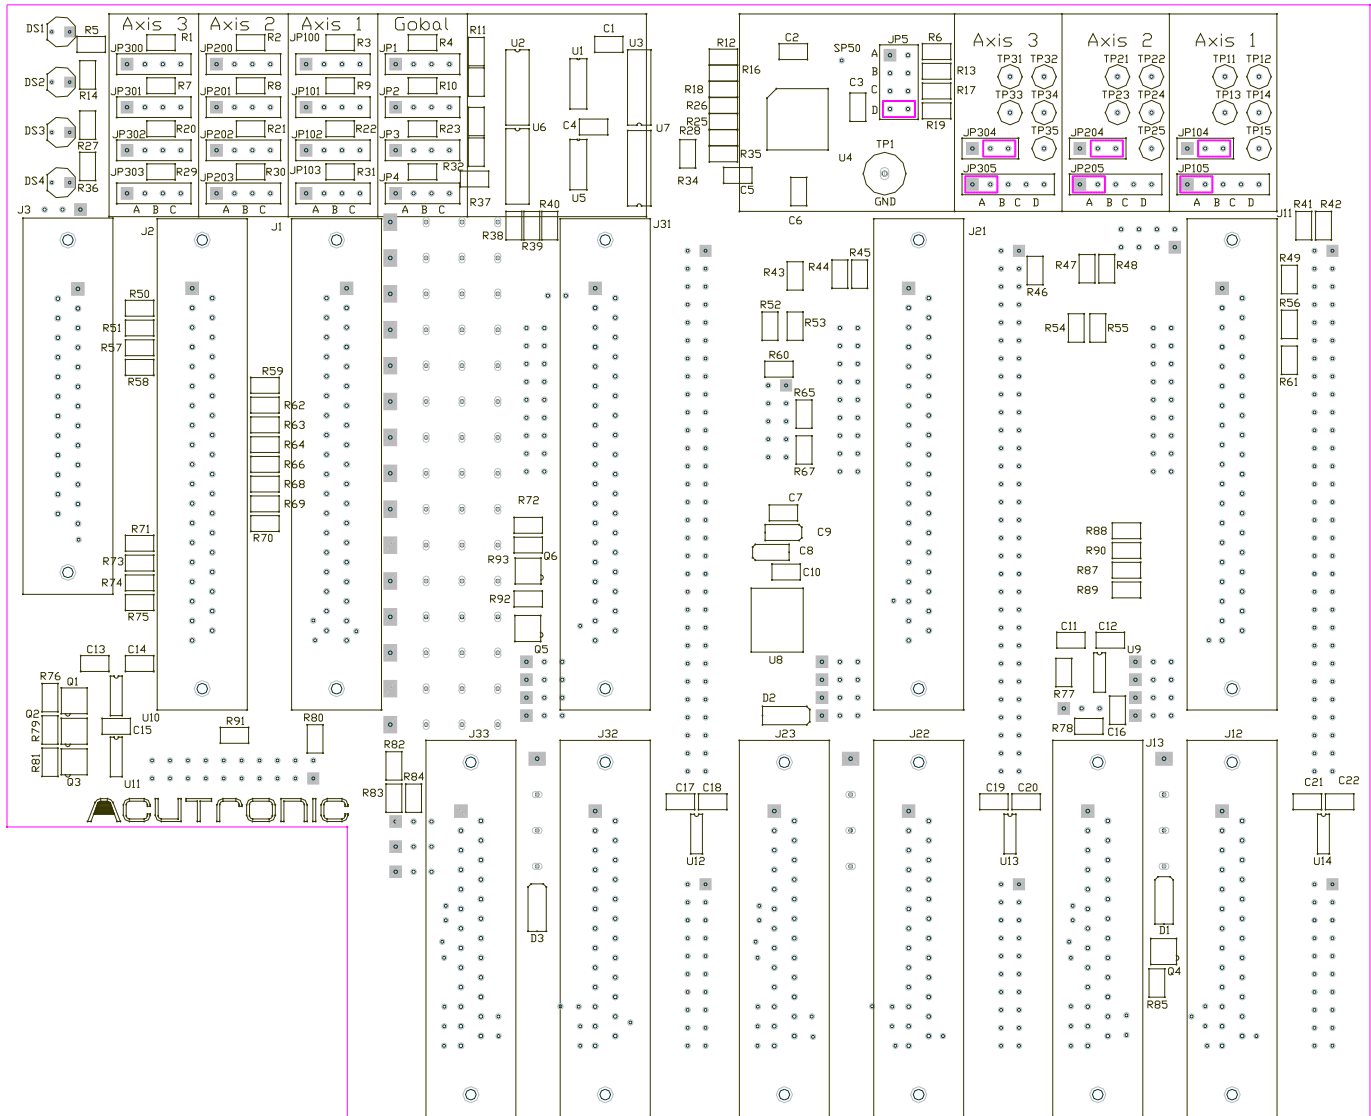 DS1 R5 Axis 3 Axis 2 Axis 1 Gobal
R1 R2 R3 R4 R11 U2 U1 C1 U3
JP300 JP200 JP100 JP1
DS2 R14 R7 R8 R9 R10
JP301 JP201 JP101 JP2
DS3 R27 R20 R21 R22 R23 C4 U6 U7
JP302 JP202 JP102 JP3
DS4 R36 R29 R30 R31 R32 U5
JP303 JP203 JP103 JP4 R37
A B C A B C A B C A B C
R12 R16 R18 R26 R25 R28 R35 R34 C5
C2 SP50 C3 JP5 A B C D R6 R13 R17 R19
U4 TP1 GND C6
Axis 3 Axis 2 Axis 1
TP31 TP32 TP21 TP22 TP11 TP12
TP33 TP34 TP23 TP24 TP13 TP14
JP304 TP35 JP204 TP25 JP104 TP15
JP305 JP205 JP105
A B C D A B C D A B C D
J3 J2 J1 R38 R39 R40 J31 J21 J11 R41 R42
R43 R44 R45 R46 R47 R48 R49
R50 R51 R57 R58
R52 R53 R54 R55 R56
R59 R60 R61
R62 R63 R64 R66 R68 R69 R70
R65 R67
R71 R73 R74 R75
R72 R93 Q6 R92 Q5
C7 C9 C8 C10 U8
R88 R90 R87 R89
C11 C12 U9 R77 R78 C16
C13 C14 R76 Q1 Q2 R79 R81 Q3 U10 C15 U11
R91 R80 D2
R82 R83 R84
J33 J32 J23 J22 J13 J12
Acutronic
C17 C18 U12 C19 C20 U13 C21 C22 U14
D3 D1 Q4 R85